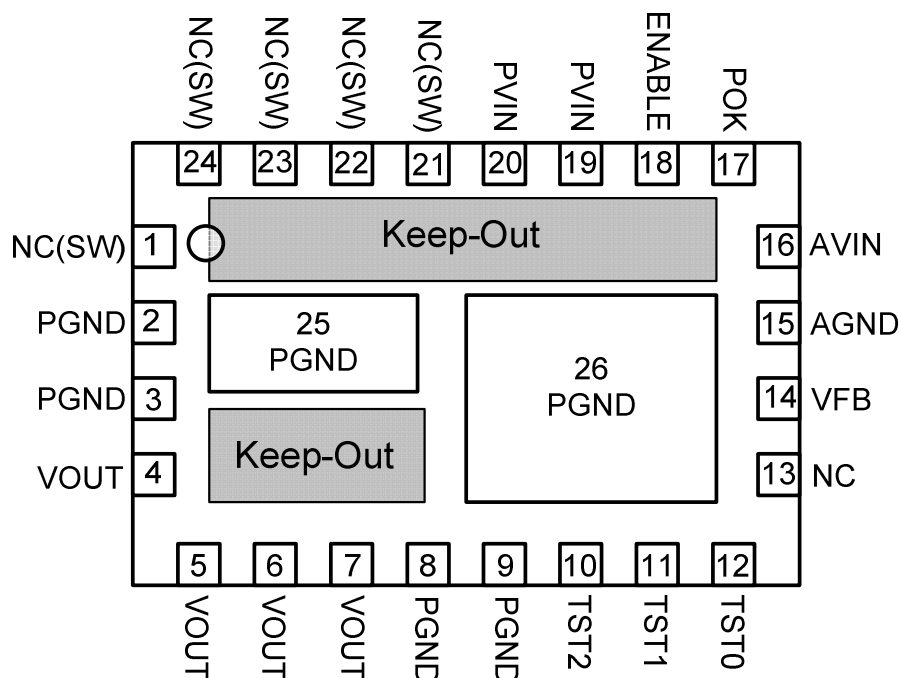 NC(SW)
NC(SW)
NC(SW)
NC(SW)
PVIN
PVIN
ENABLE
POK
24
23
22
21
20
19
18
17
NC(SW)
1
Keep-Out
16
AVIN
PGND
2
25
PGND
15
AGND
PGND
3
26
PGND
14
VFB
VOUT
4
Keep-Out
13
NC
5
6
7
8
9
10
11
12
VOUT
VOUT
VOUT
PGND
PGND
TST2
TST1
TST0